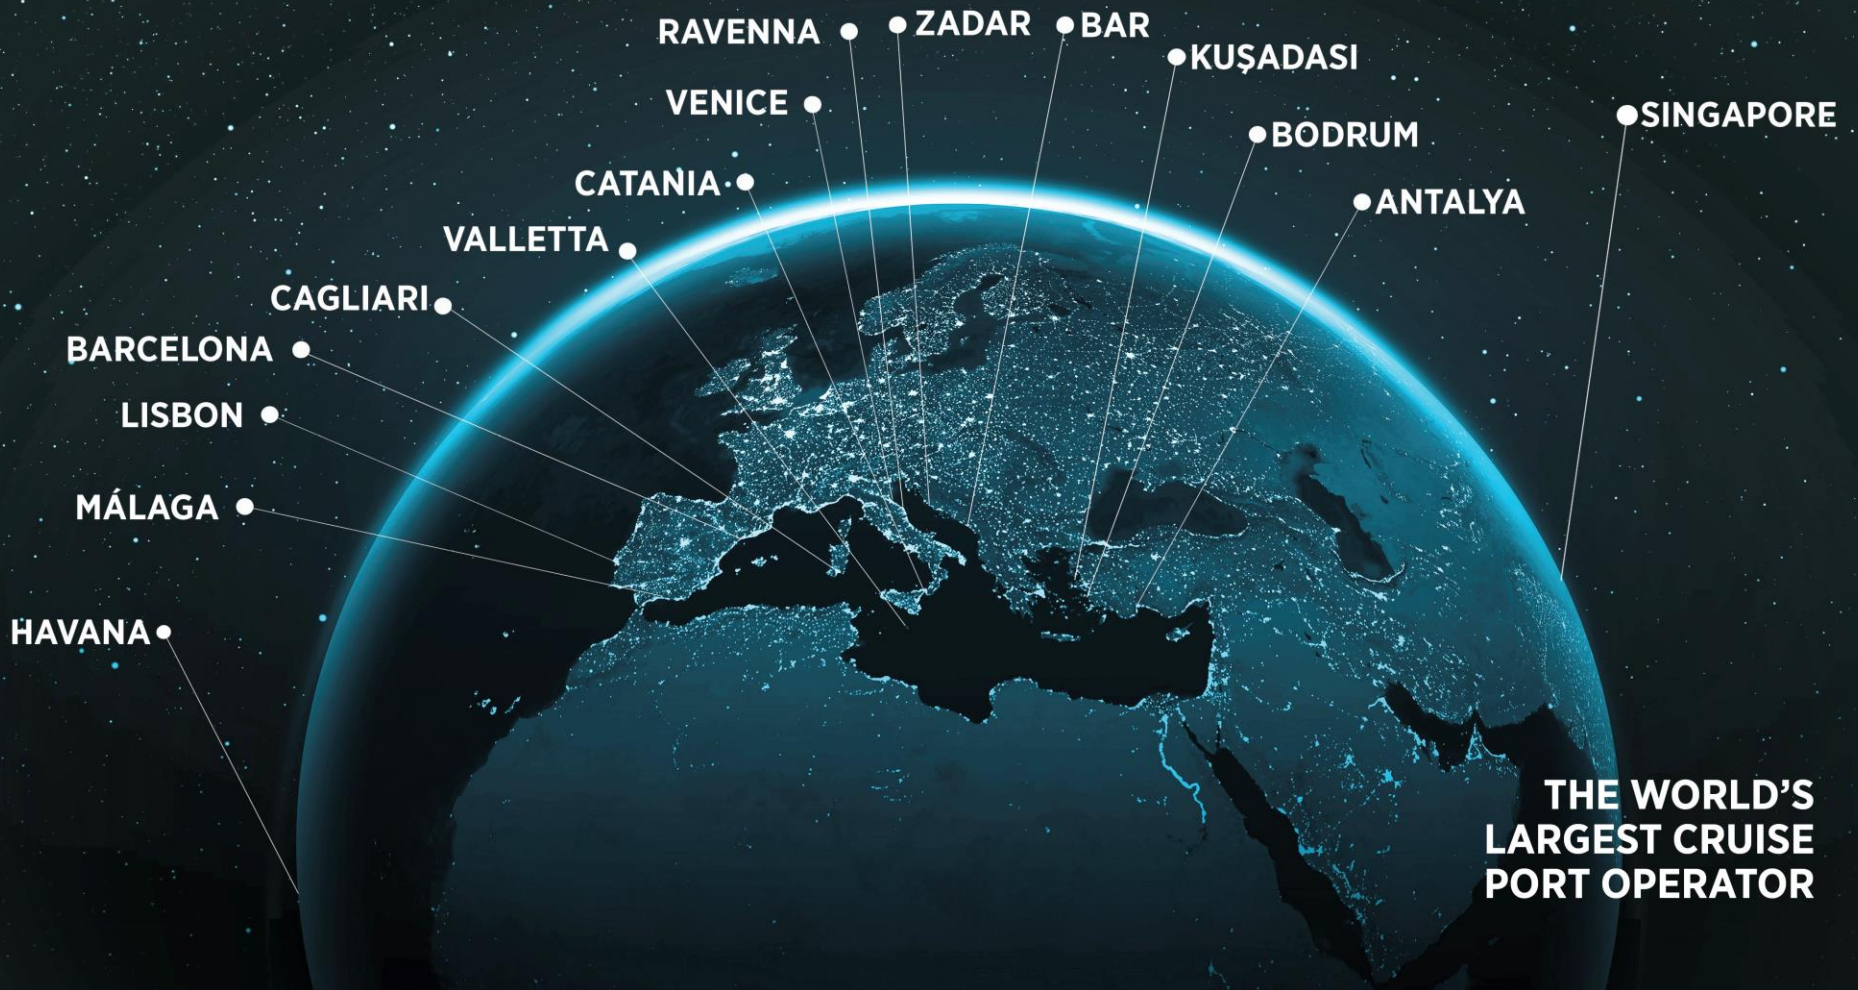 RAVENNA
ZADAR
BAR
KUŞADASI
VENICE
BODRUM
SINGAPORE
CATANIA
ANTALYA
VALLETTA
CAGLIARI
BARCELONA
LISBON
MÁLAGA
HAVANA
THE WORLD'S
LARGEST CRUISE
PORT OPERATOR